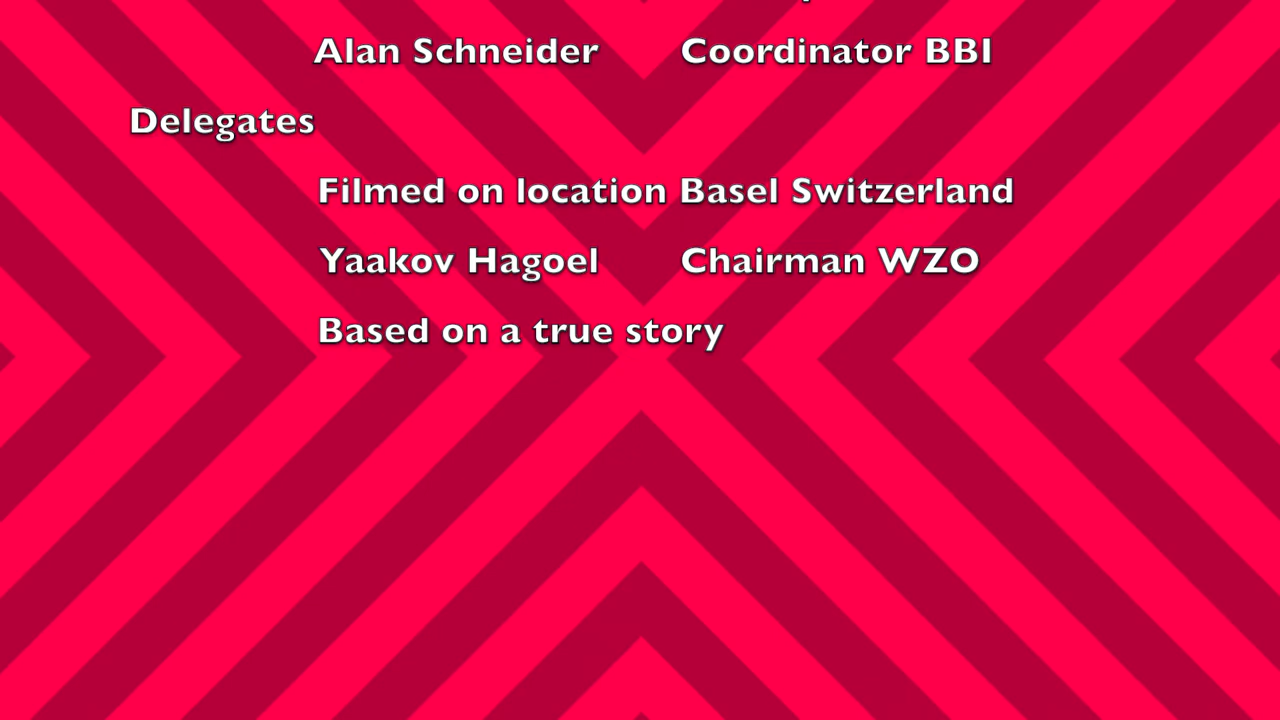 Alan Schneider Coordinator BBI
Delegates
Filmed on location Basel Switzerland
Yaakov Hagoel Chairman WZO
Based on a true story